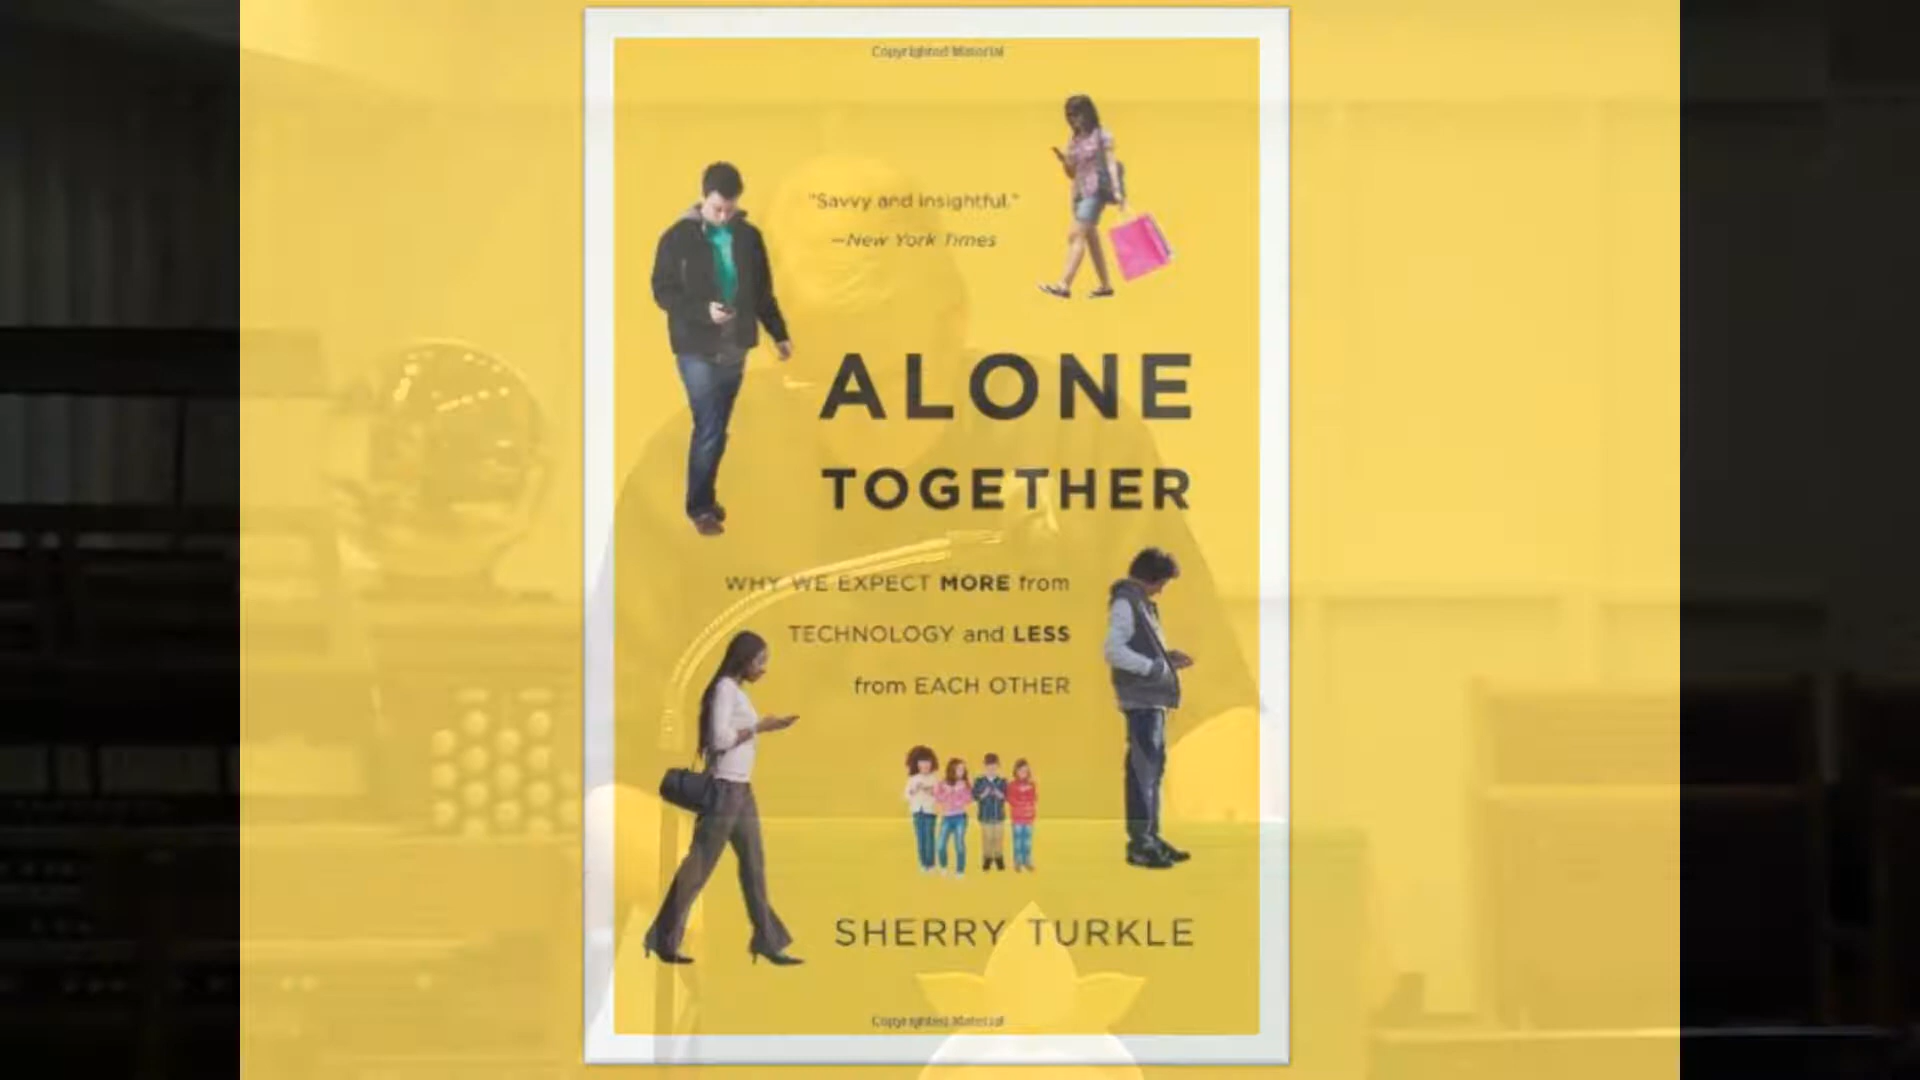 Copyrighted Material
"Savvy and insightful."
—New York Times
ALONE
TOGETHER
WHY WE EXPECT MORE from
TECHNOLOGY and LESS
from EACH OTHER
SHERRY TURKLE
Copyrighted Material